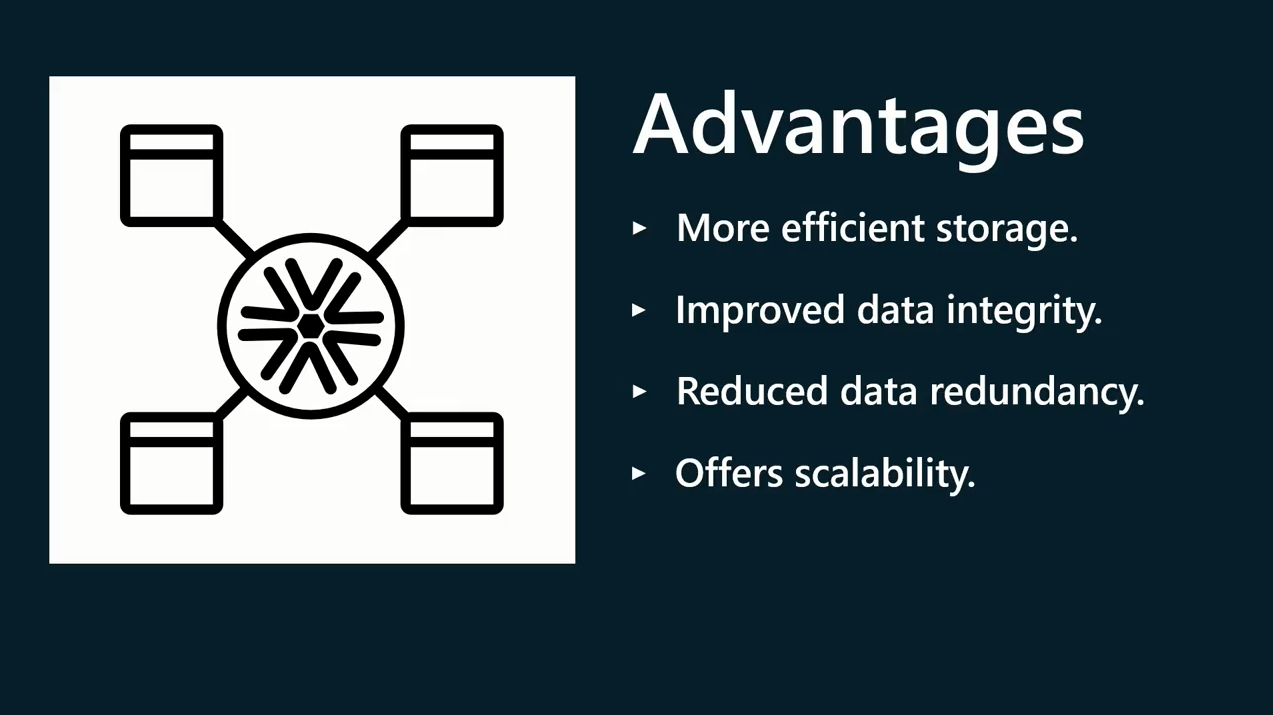 Advantages
▸ More efficient storage.
▸ Improved data integrity.
▸ Reduced data redundancy.
▸ Offers scalability.